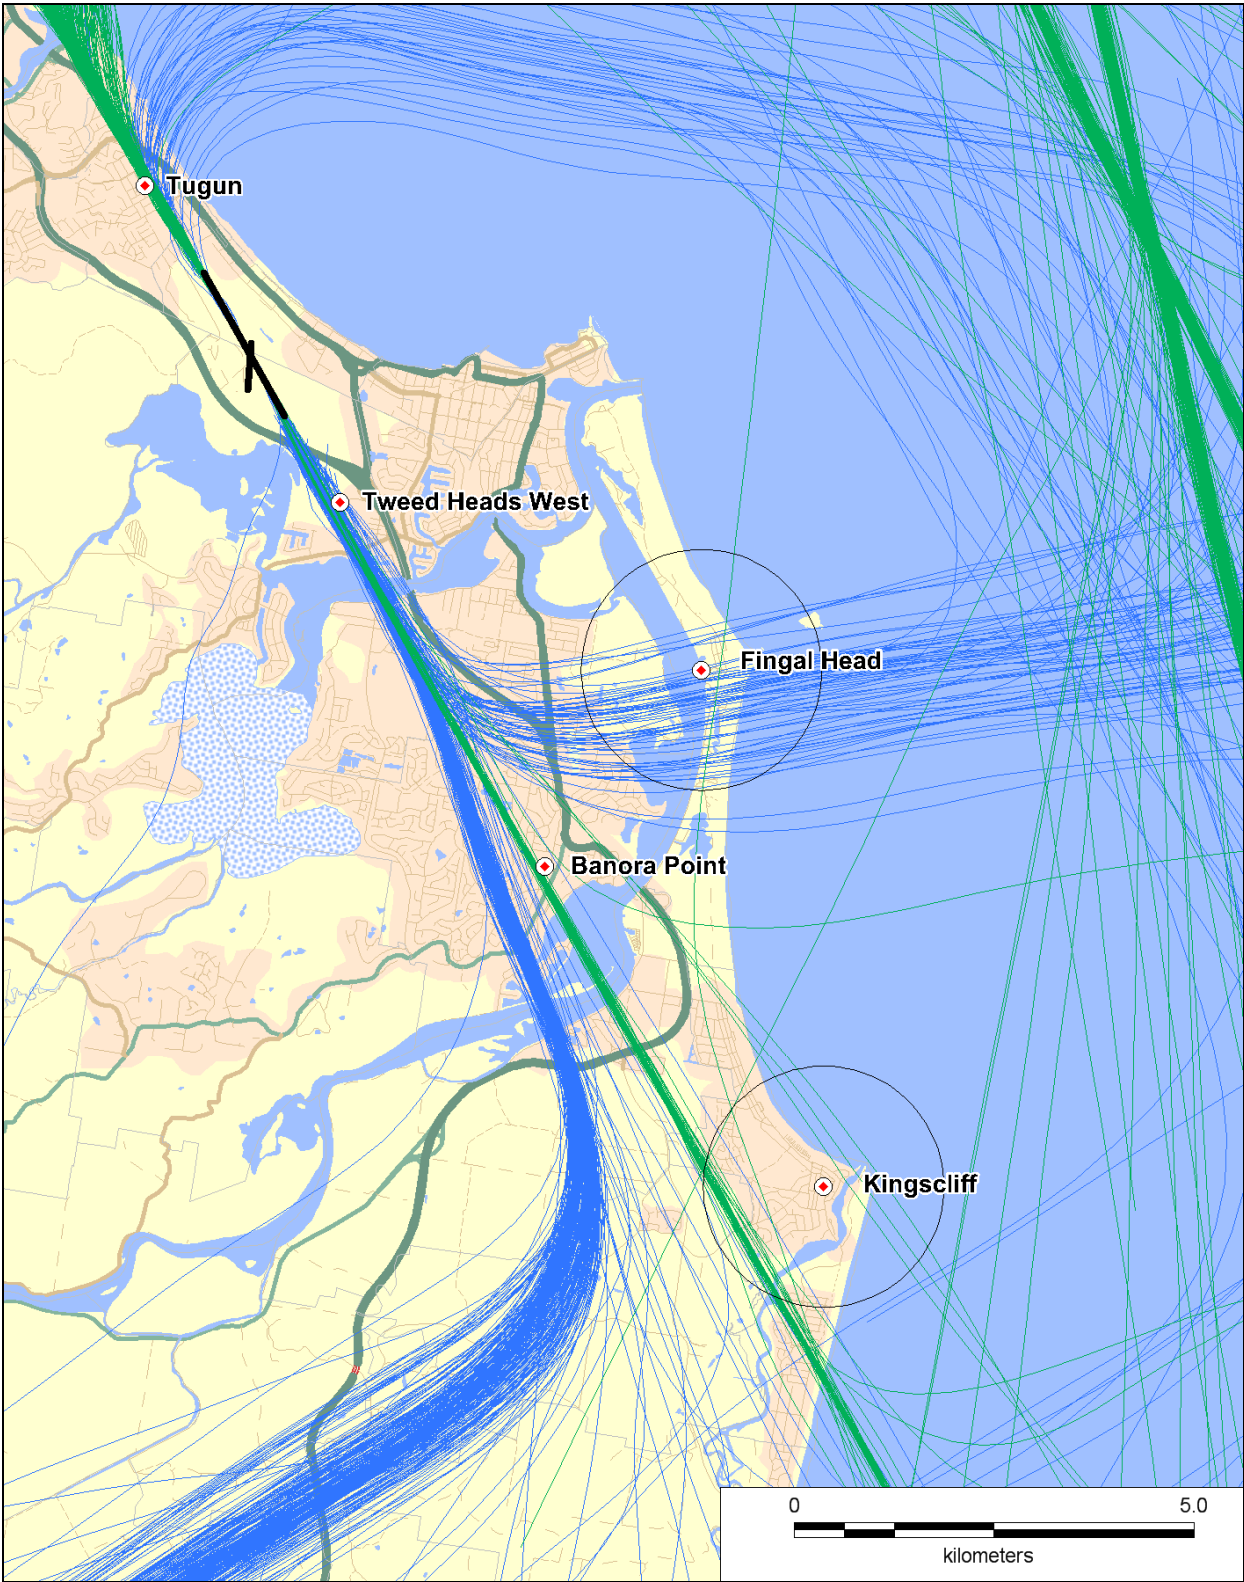 Tugun
Tweed Heads West
Fingal Head
Banora Point
Kingscliff
0 5.0
kilometers